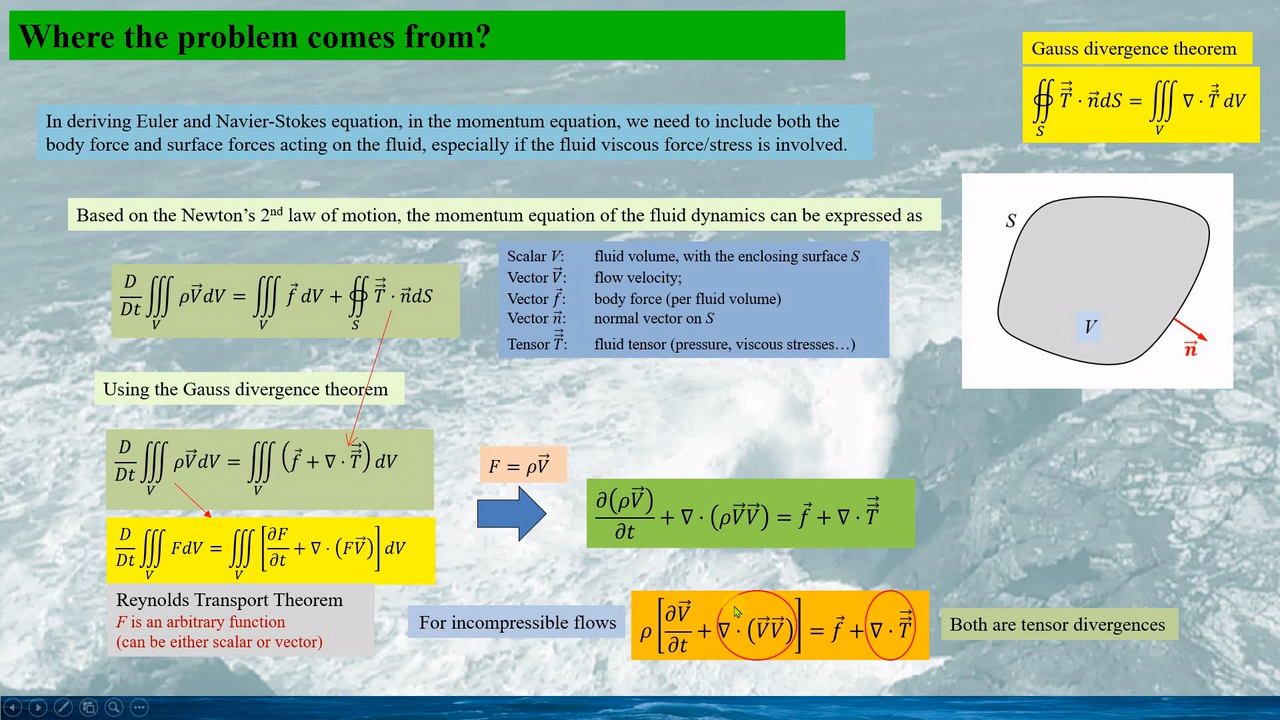 Where the problem comes from?
Gauss divergence theorem
∯_S T⃗⃗ · n⃗dS = ∭_V ∇ · T⃗⃗ dV
In deriving Euler and Navier-Stokes equation, in the momentum equation, we need to include both the
body force and surface forces acting on the fluid, especially if the fluid viscous force/stress is involved.
Based on the Newton's 2nd law of motion, the momentum equation of the fluid dynamics can be expressed as
D/Dt ∭_V ρV⃗dV = ∭_V f⃗ dV + ∯_S T⃗⃗ · n⃗dS
Scalar V: fluid volume, with the enclosing surface S
Vector V⃗: flow velocity;
Vector f⃗: body force (per fluid volume)
Vector n⃗: normal vector on S
Tensor T⃗⃗: fluid tensor (pressure, viscous stresses…)
S
V
n⃗
Using the Gauss divergence theorem
D/Dt ∭_V ρV⃗dV = ∭_V (f⃗ + ∇ · T⃗⃗) dV
F = ρV⃗
∂(ρV⃗)/∂t + ∇ · (ρV⃗V⃗) = f⃗ + ∇ · T⃗⃗
D/Dt ∭_V FdV = ∭_V [∂F/∂t + ∇ · (FV⃗)] dV
Reynolds Transport Theorem
F is an arbitrary function
(can be either scalar or vector)
For incompressible flows
ρ [∂V⃗/∂t + ∇ · (V⃗V⃗)] = f⃗ + ∇ · T⃗⃗
Both are tensor divergences